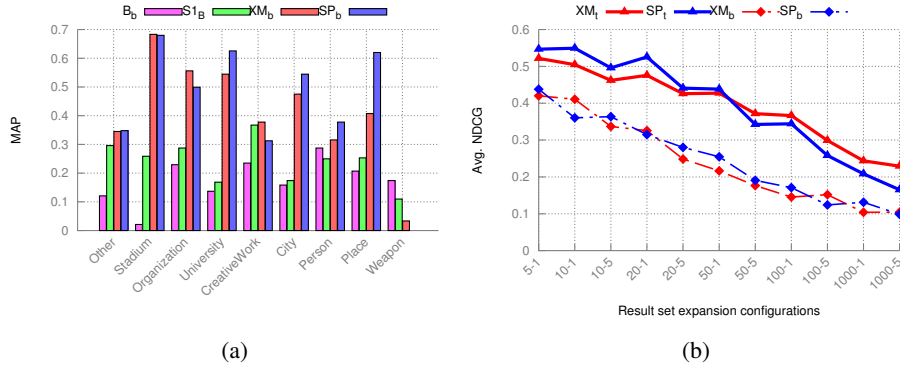 B_b S1_B XM_b SP_b
0.7
0.6
0.5
0.4
0.3
0.2
0.1
0
MAP
Other
Stadium
Organization
University
CreativeWork
City
Person
Place
Weapon
(a)
XM_t SP_t XM_b SP_b
0.6
0.5
0.4
0.3
0.2
0.1
0
Avg. NDCG
5-1
10-1
10-5
20-1
20-5
50-1
50-5
100-1
100-5
1000-1
1000-5
Result set expansion configurations
(b)